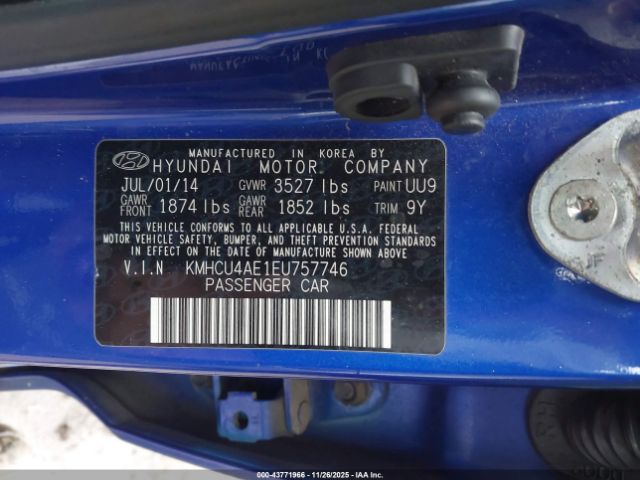 MANUFACTURED IN KOREA BY
HYUNDAI MOTOR COMPANY
JUL/01/14 GVWR 3527 lbs PAINT UU9
GAWR FRONT 1874 lbs GAWR REAR 1852 lbs TRIM 9Y
THIS VEHICLE CONFORMS TO ALL APPLICABLE U.S. FEDERAL
MOTOR VEHICLE SAFETY, BUMPER, AND THEFT PREVENTION STANDARDS
IN EFFECT ON THE DATE OF MANUFACTURE SHOWN ABOVE
V.I.N. KMHCU4AE1EU757746
PASSENGER CAR
000-43771966 - 11/26/2025 - IAAI.COM